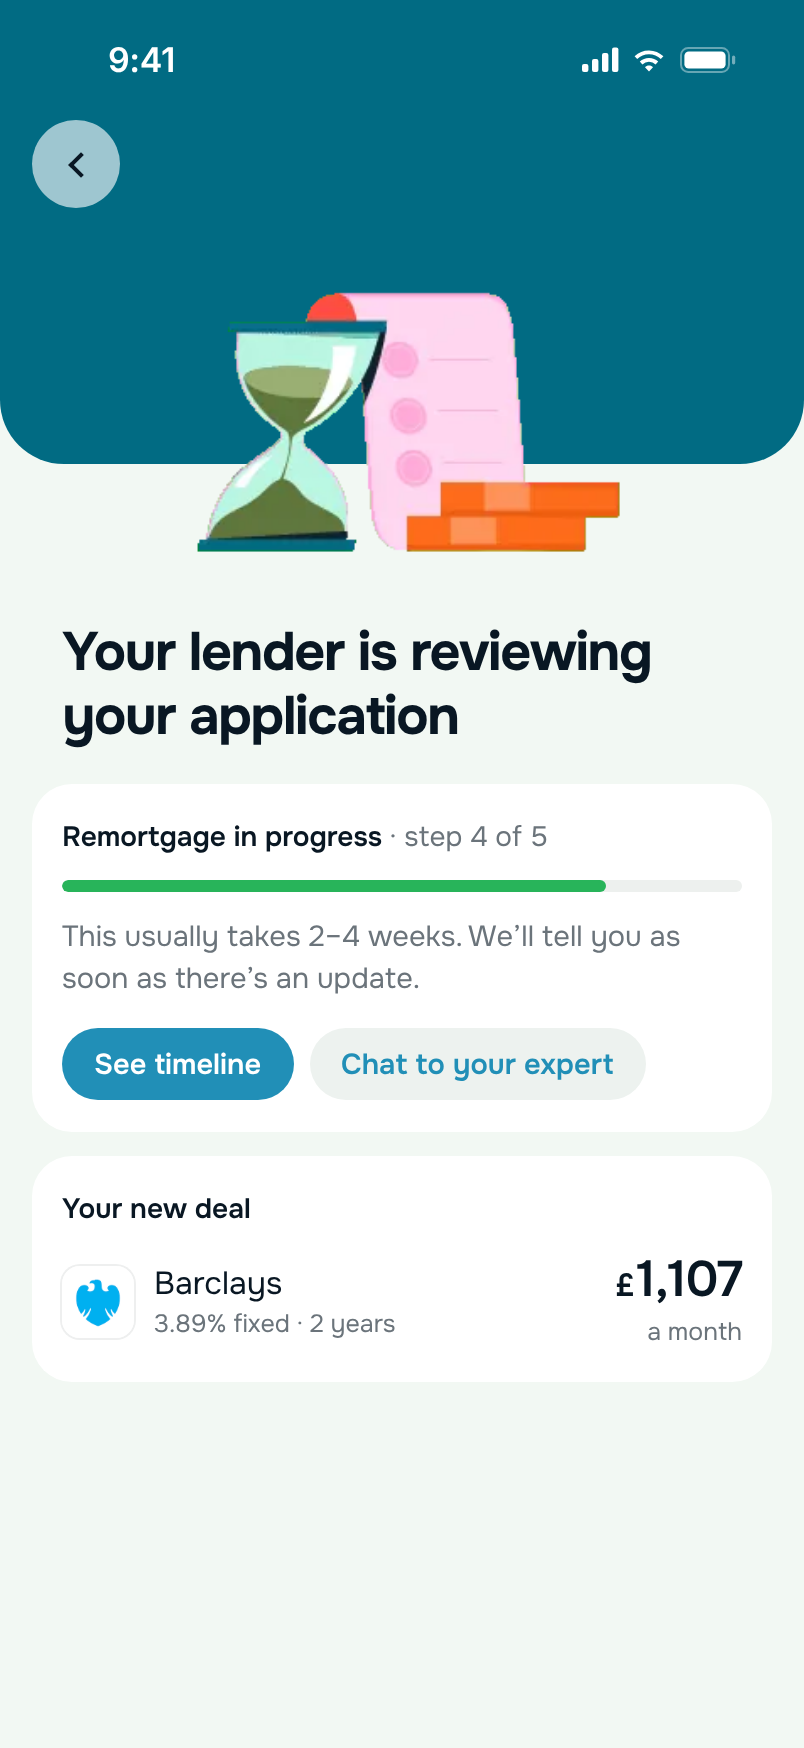 9:41
Your lender is reviewing
your application
Remortgage in progress · step 4 of 5
This usually takes 2–4 weeks. We’ll tell you as
soon as there’s an update.
See timeline
Chat to your expert
Your new deal
Barclays
3.89% fixed · 2 years
£1,107
a month